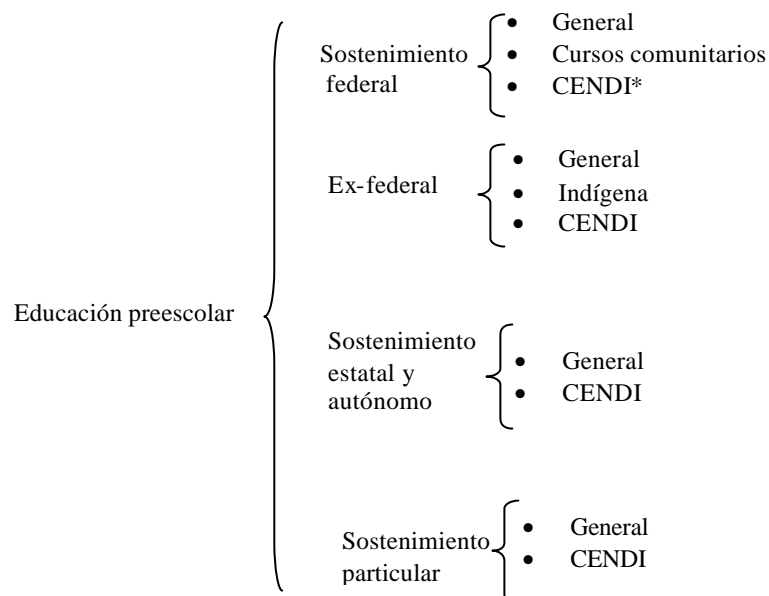 Educación preescolar
Sostenimiento
federal
• General
• Cursos comunitarios
• CENDI*
Ex-federal
• General
• Indígena
• CENDI
Sostenimiento
estatal y
autónomo
• General
• CENDI
Sostenimiento
particular
• General
• CENDI